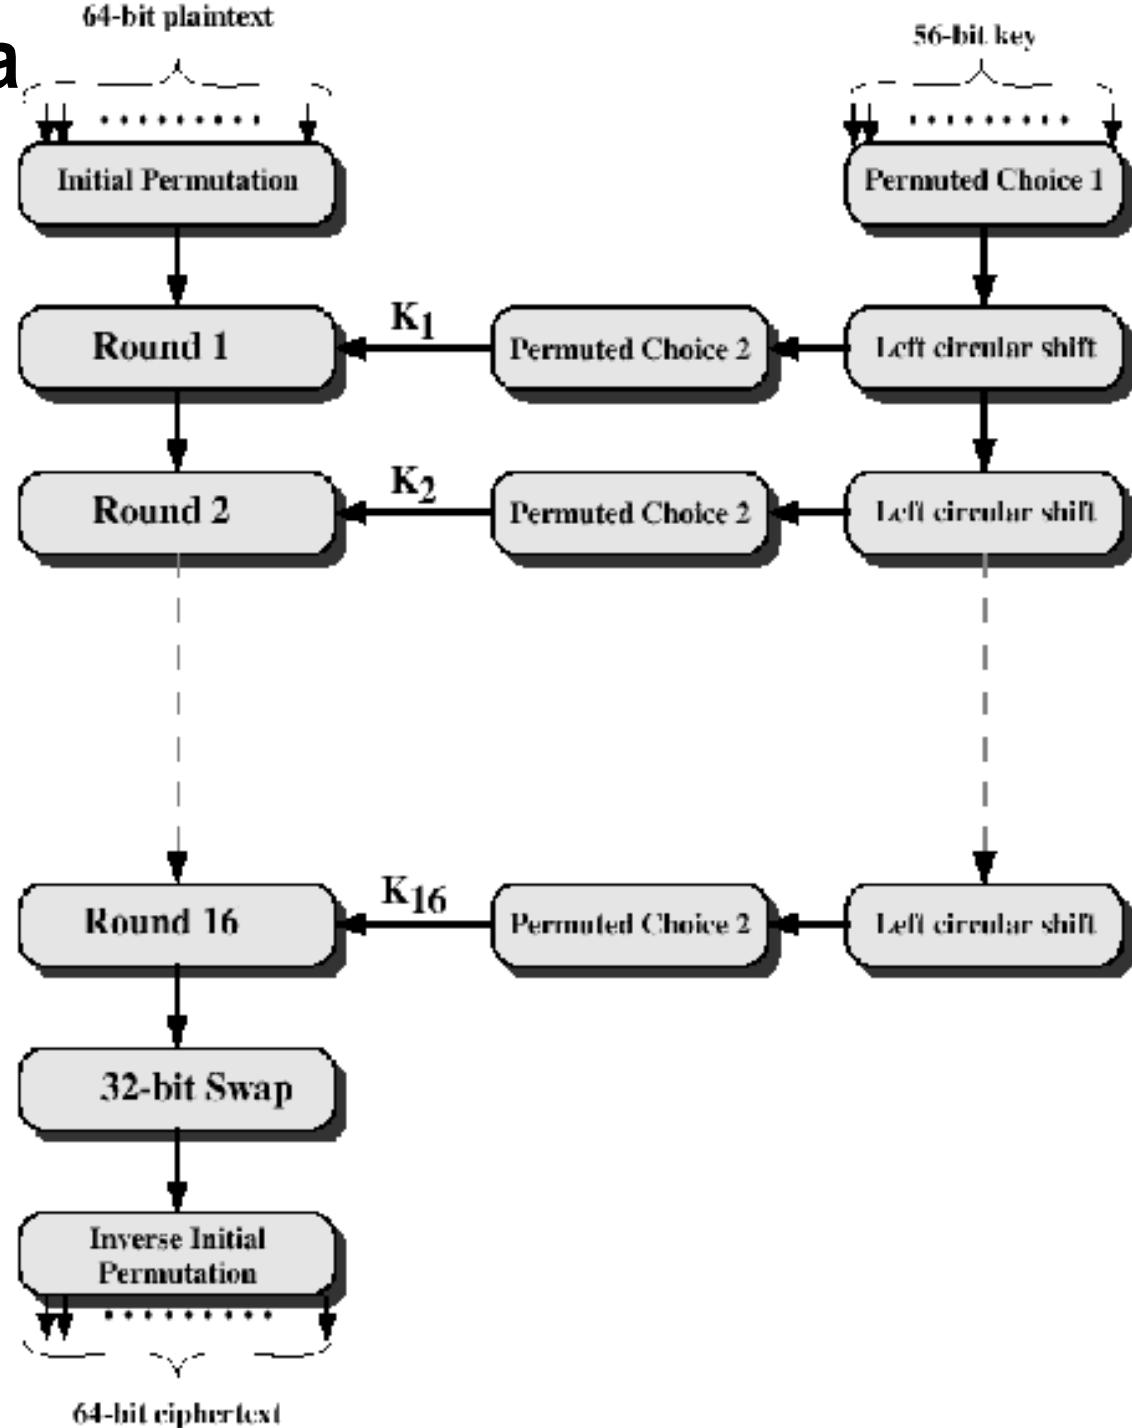 64-bit plaintext
56-bit key
a
Initial Permutation
Permuted Choice 1
K1
Round 1
Permuted Choice 2
Left circular shift
K2
Round 2
Permuted Choice 2
Left circular shift
K16
Round 16
Permuted Choice 2
Left circular shift
32-bit Swap
Inverse Initial
Permutation
64-bit ciphertext